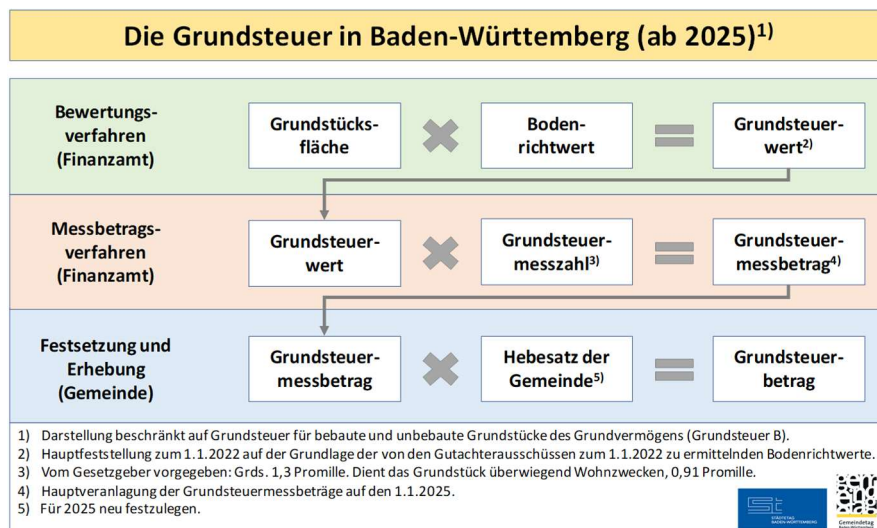 Die Grundsteuer in Baden-Württemberg (ab 2025)1)
Bewertungs-
verfahren
(Finanzamt)
Grundstücks-
fläche
Boden-
richtwert
Grundsteuer-
wert2)
Messbetrags-
verfahren
(Finanzamt)
Grundsteuer-
wert
Grundsteuer-
messzahl3)
Grundsteuer-
messbetrag4)
Festsetzung und
Erhebung
(Gemeinde)
Grundsteuer-
messbetrag
Hebesatz der
Gemeinde5)
Grundsteuer-
betrag
1) Darstellung beschränkt auf Grundsteuer für bebaute und unbebaute Grundstücke des Grundvermögens (Grundsteuer B).
2) Hauptfeststellung zum 1.1.2022 auf der Grundlage der von den Gutachterausschüssen zum 1.1.2022 zu ermittelnden Bodenrichtwerte.
3) Vom Gesetzgeber vorgegeben: Grds. 1,3 Promille. Dient das Grundstück überwiegend Wohnzwecken, 0,91 Promille.
4) Hauptveranlagung der Grundsteuermessbeträge auf den 1.1.2025.
5) Für 2025 neu festzulegen.
STÄDTETAG
BADEN-WÜRTTEMBERG
Gemeindetag
Baden-Württemberg